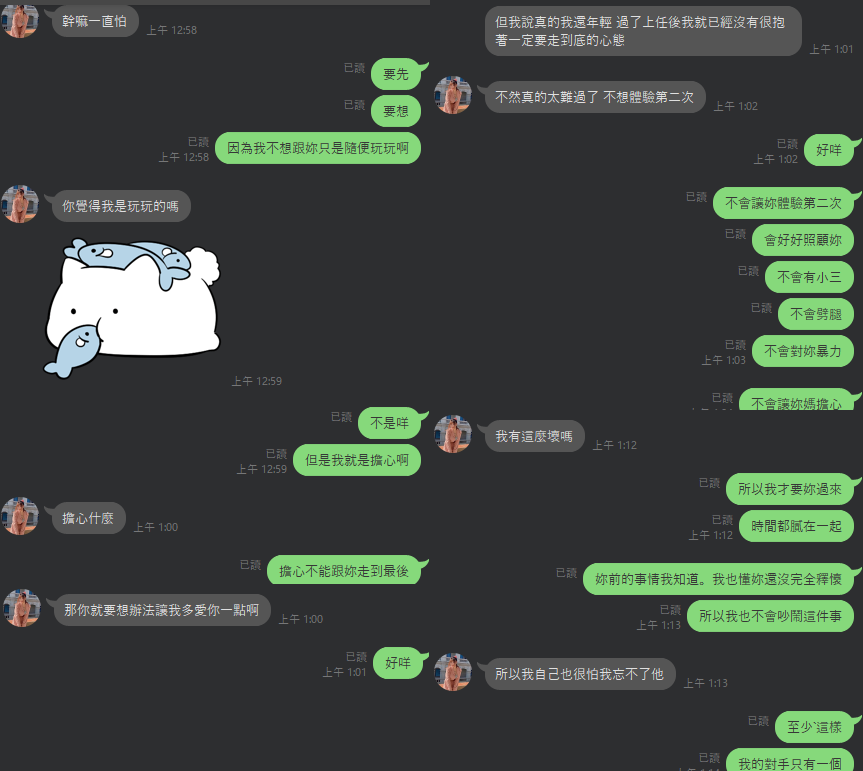 幹嘛一直怕
上午 12:58
已讀
要先
已讀
要想
已讀
上午 12:58
因為我不想跟妳只是隨便玩玩啊
你覺得我是玩玩的嗎
上午 12:59
已讀
不是咩
已讀
上午 12:59
但是我就是擔心啊
擔心什麼
上午 1:00
已讀
擔心不能跟妳走到最後
那你就要想辦法讓我多愛你一點啊
上午 1:00
已讀
上午 1:01
好咩
但我說真的我還年輕 過了上任後我就已經沒有很抱
著一定要走到底的心態
上午 1:01
不然真的太難過了 不想體驗第二次
上午 1:02
已讀
上午 1:02
好咩
已讀
不會讓妳體驗第二次
已讀
會好好照顧妳
已讀
不會有小三
已讀
不會劈腿
已讀
上午 1:03
不會對妳暴力
已讀
不會讓妳媽擔心
我有這麼壞嗎
上午 1:12
已讀
所以我才要妳過來
已讀
上午 1:12
時間都膩在一起
已讀
妳前的事情我知道。我也懂妳還沒完全釋懷
已讀
上午 1:13
所以我也不會吵鬧這件事
所以我自己也很怕我忘不了他
上午 1:13
已讀
至少ˋ這樣
已讀
我的對手只有一個